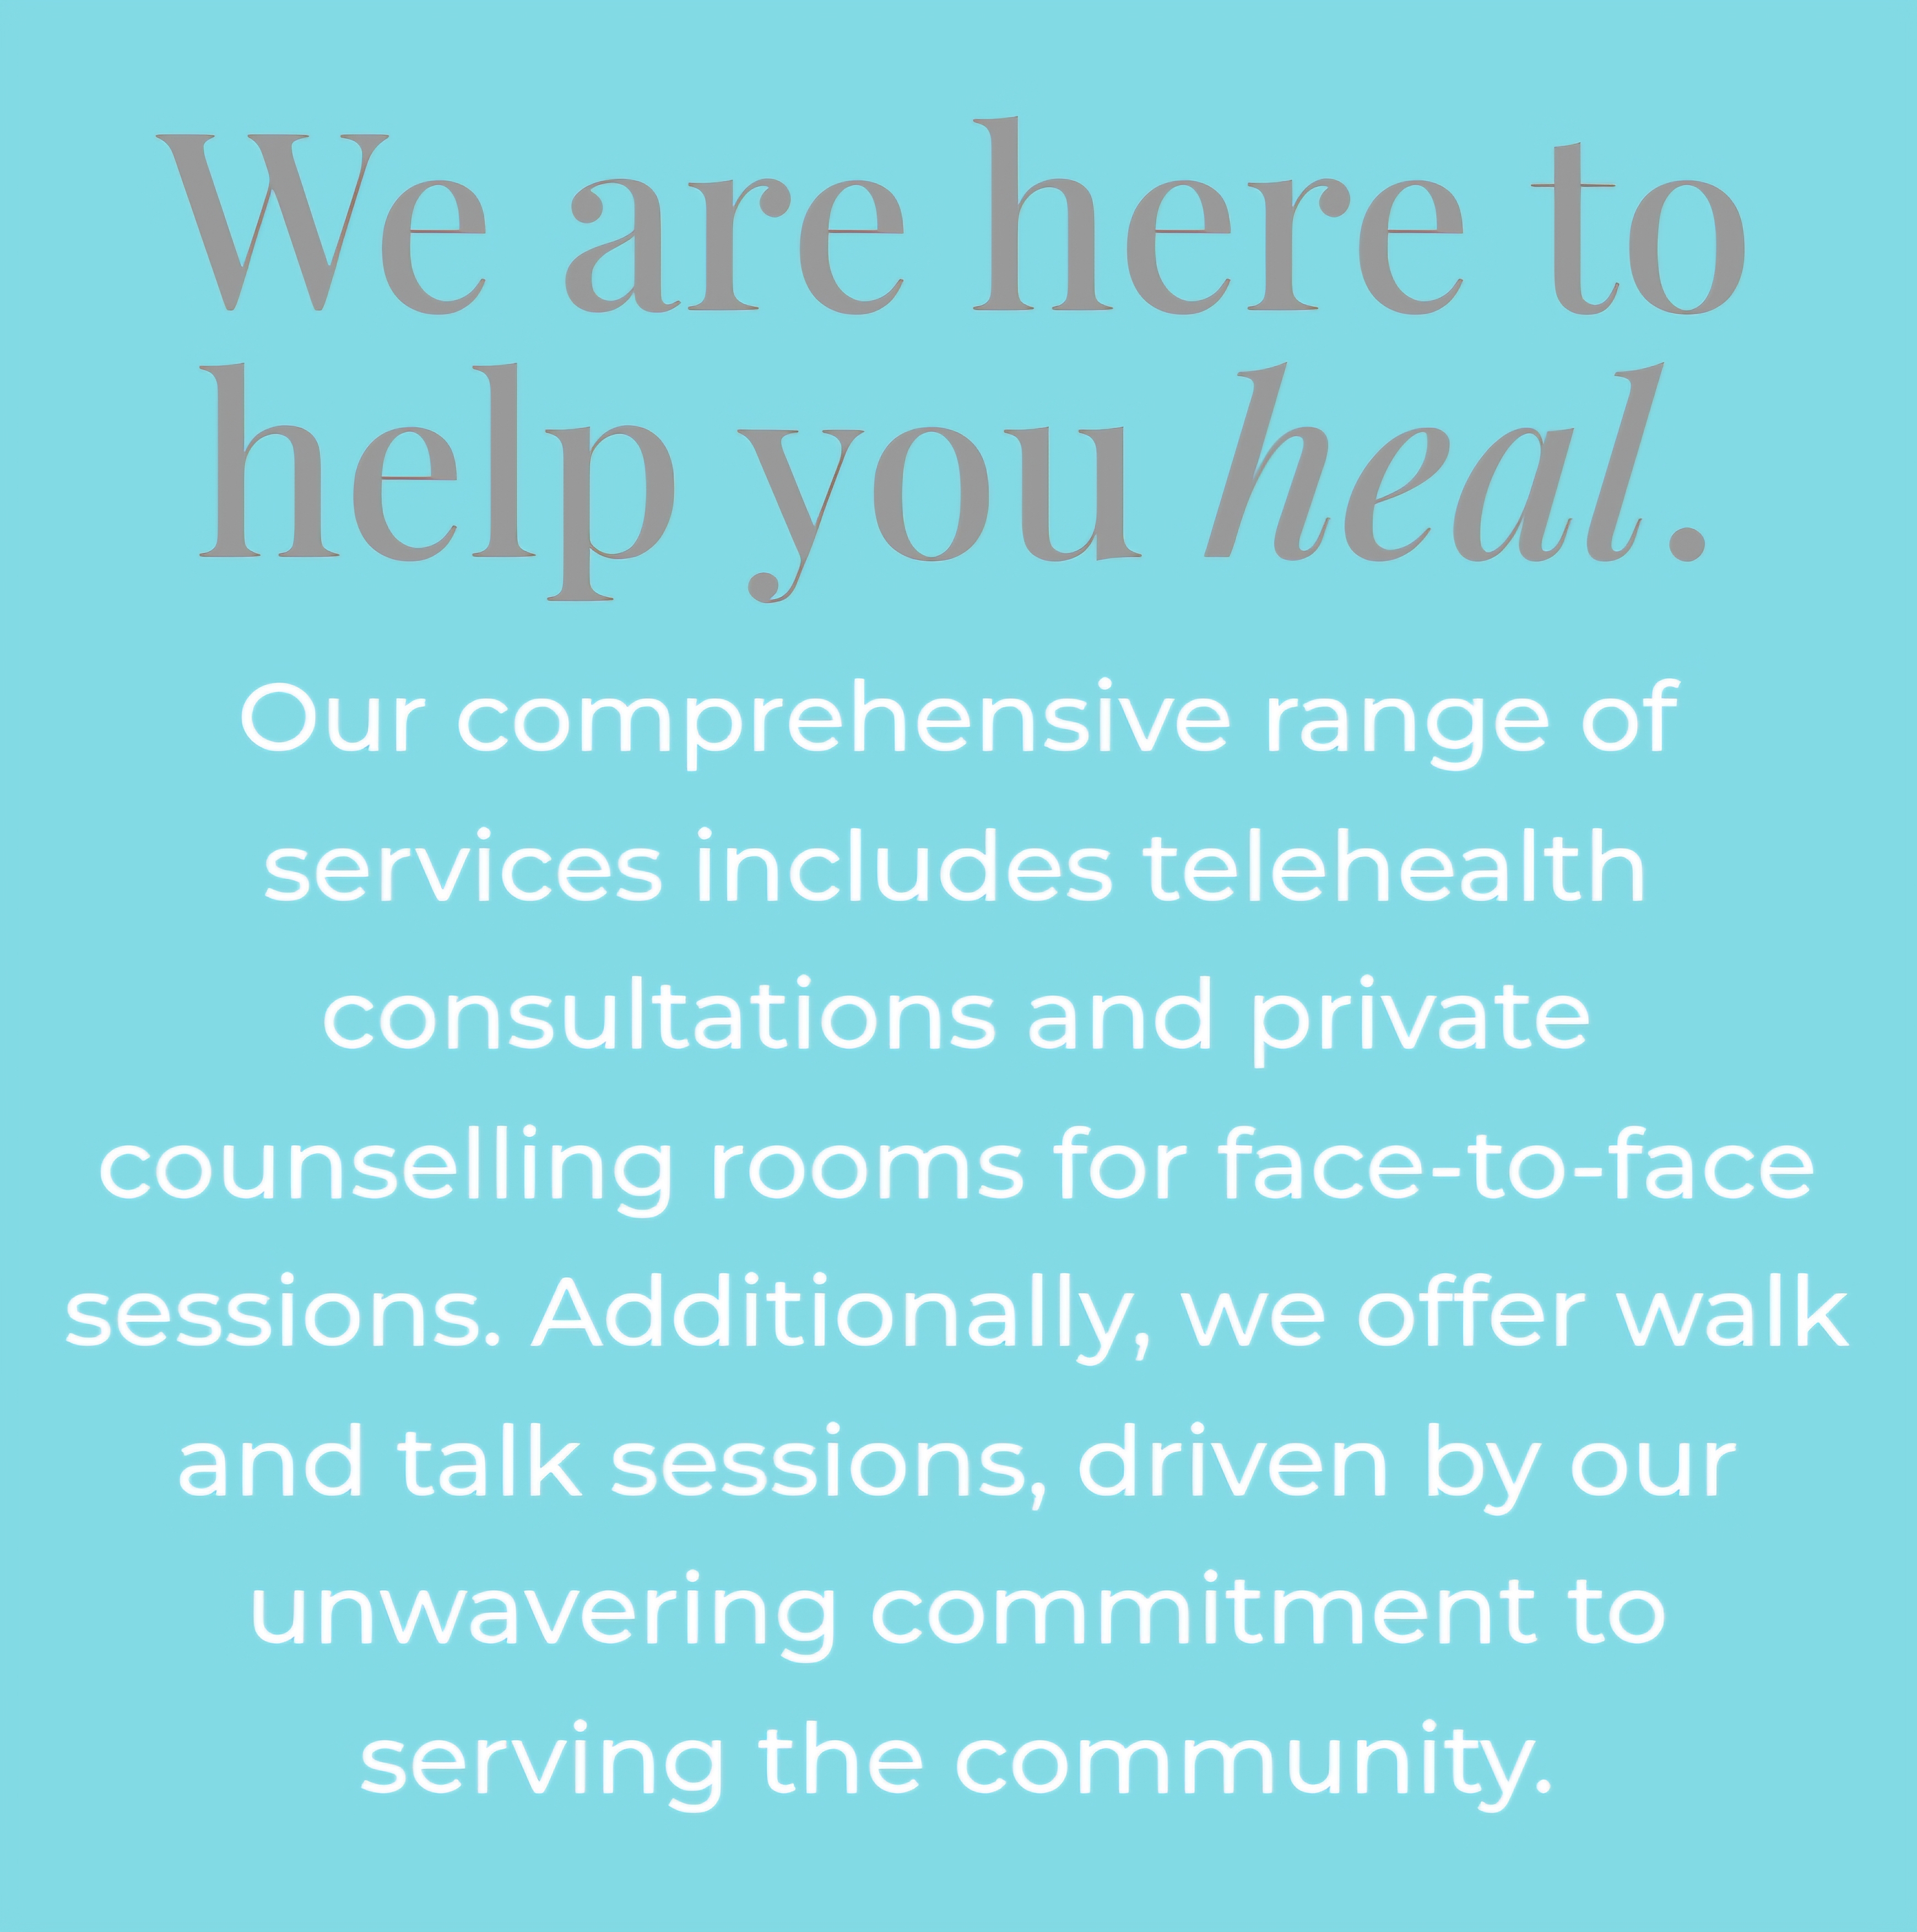 We are here to
help you heal.
Our comprehensive range of
services includes telehealth
consultations and private
counselling rooms for face-to-face
sessions. Additionally, we offer walk
and talk sessions, driven by our
unwavering commitment to
serving the community.